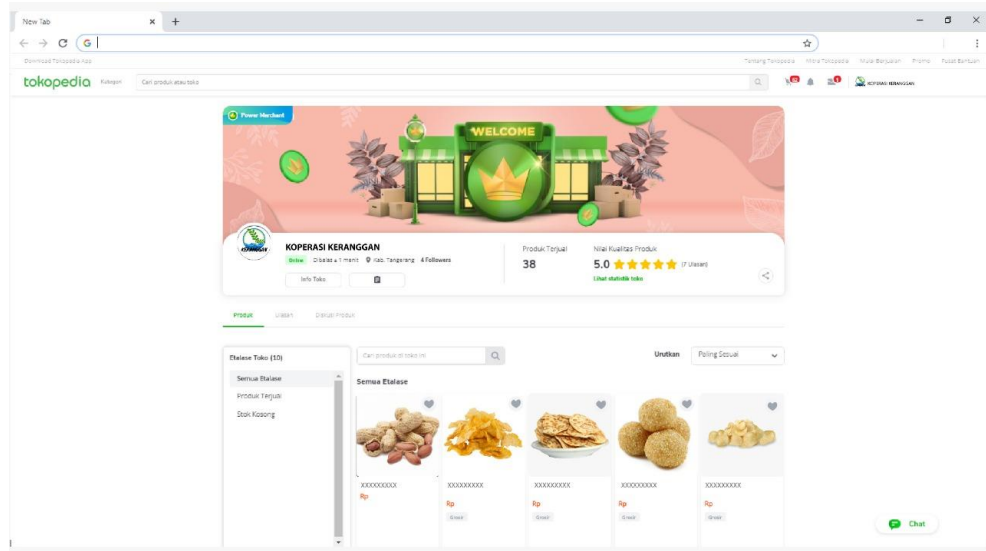 New Tab
G
Download Tokopedia App
Tentang Tokopedia Mitra Tokopedia Mulai Berjualan Promo Pusat Bantuan
tokopedia Kategori Cari produk atau toko KOPERASI KERANGGAN
Power Merchant
WELCOME
KERANGGAN
KOPERASI KERANGGAN
Online Dibalas ± 1 menit Kab. Tangerang 4 Followers
Info Toko
Produk Terjual
38
Nilai Kualitas Produk
5.0 (7 Ulasan)
Lihat statistik toko
Produk Ulasan Diskusi Produk
Etalase Toko (10)
Semua Etalase
Produk Terjual
Stok Kosong
Cari produk di toko ini
Urutkan Paling Sesuai
Semua Etalase
XXXXXXXXX XXXXXXXXX XXXXXXXXX XXXXXXXXX XXXXXXXXX
Rp Rp Rp Rp Rp
Grosir Grosir Grosir Grosir
Chat